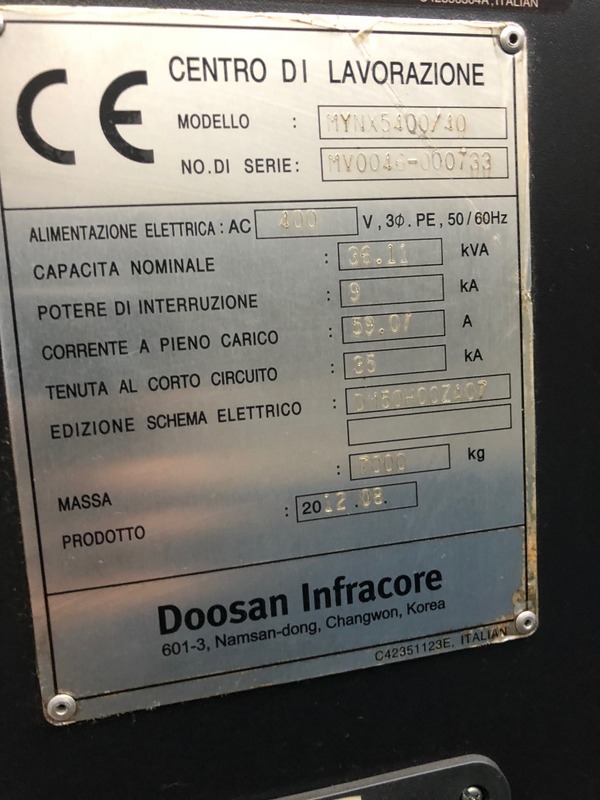 CE
CENTRO DI LAVORAZIONE
MODELLO : MYNX5400/40
NO.DI SERIE: MV0046-000733
ALIMENTAZIONE ELETTRICA : AC 400 V, 3Φ. PE, 50/60Hz
CAPACITA NOMINALE : 36.11 kVA
POTERE DI INTERRUZIONE : 9 kA
CORRENTE A PIENO CARICO : 59.07 A
TENUTA AL CORTO CIRCUITO : 35 kA
EDIZIONE SCHEMA ELETTRICO :
MASSA : 7000 kg
PRODOTTO : 2012.08.
Doosan Infracore
601-3, Namsan-dong, Changwon, Korea
C42351123E, ITALIAN